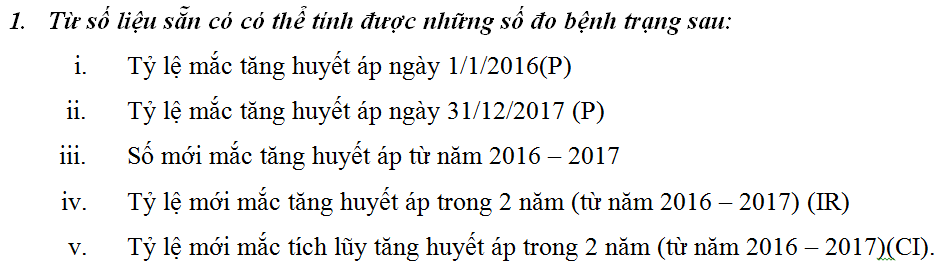 1. Từ số liệu sẵn có có thể tính được những số đo bệnh trạng sau:
i. Tỷ lệ mắc tăng huyết áp ngày 1/1/2016(P)
ii. Tỷ lệ mắc tăng huyết áp ngày 31/12/2017 (P)
iii. Số mới mắc tăng huyết áp từ năm 2016 – 2017
iv. Tỷ lệ mới mắc tăng huyết áp trong 2 năm (từ năm 2016 – 2017) (IR)
v. Tỷ lệ mới mắc tích lũy tăng huyết áp trong 2 năm (từ năm 2016 – 2017)(CI).